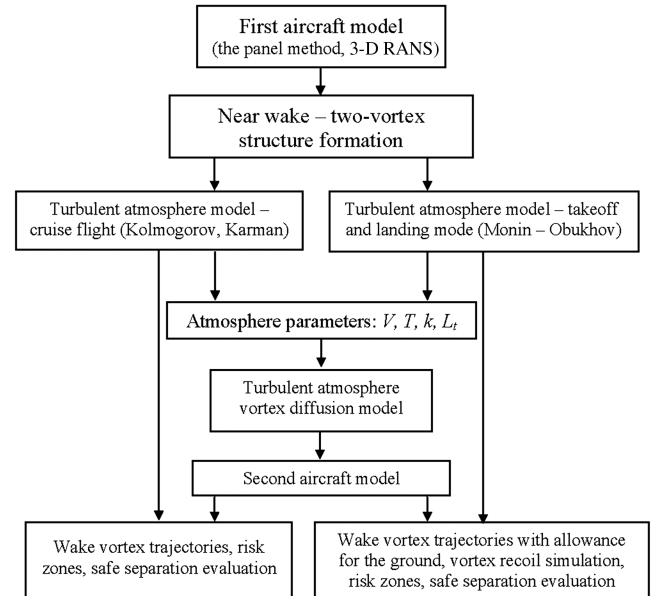 First aircraft model
(the panel method, 3-D RANS)
Near wake – two-vortex
structure formation
Turbulent atmosphere model –
cruise flight (Kolmogorov, Karman)
Turbulent atmosphere model – takeoff
and landing mode (Monin – Obukhov)
Atmosphere parameters: V, T, k, Lₜ
Turbulent atmosphere
vortex diffusion model
Second aircraft model
Wake vortex trajectories, risk
zones, safe separation evaluation
Wake vortex trajectories with allowance
for the ground, vortex recoil simulation,
risk zones, safe separation evaluation